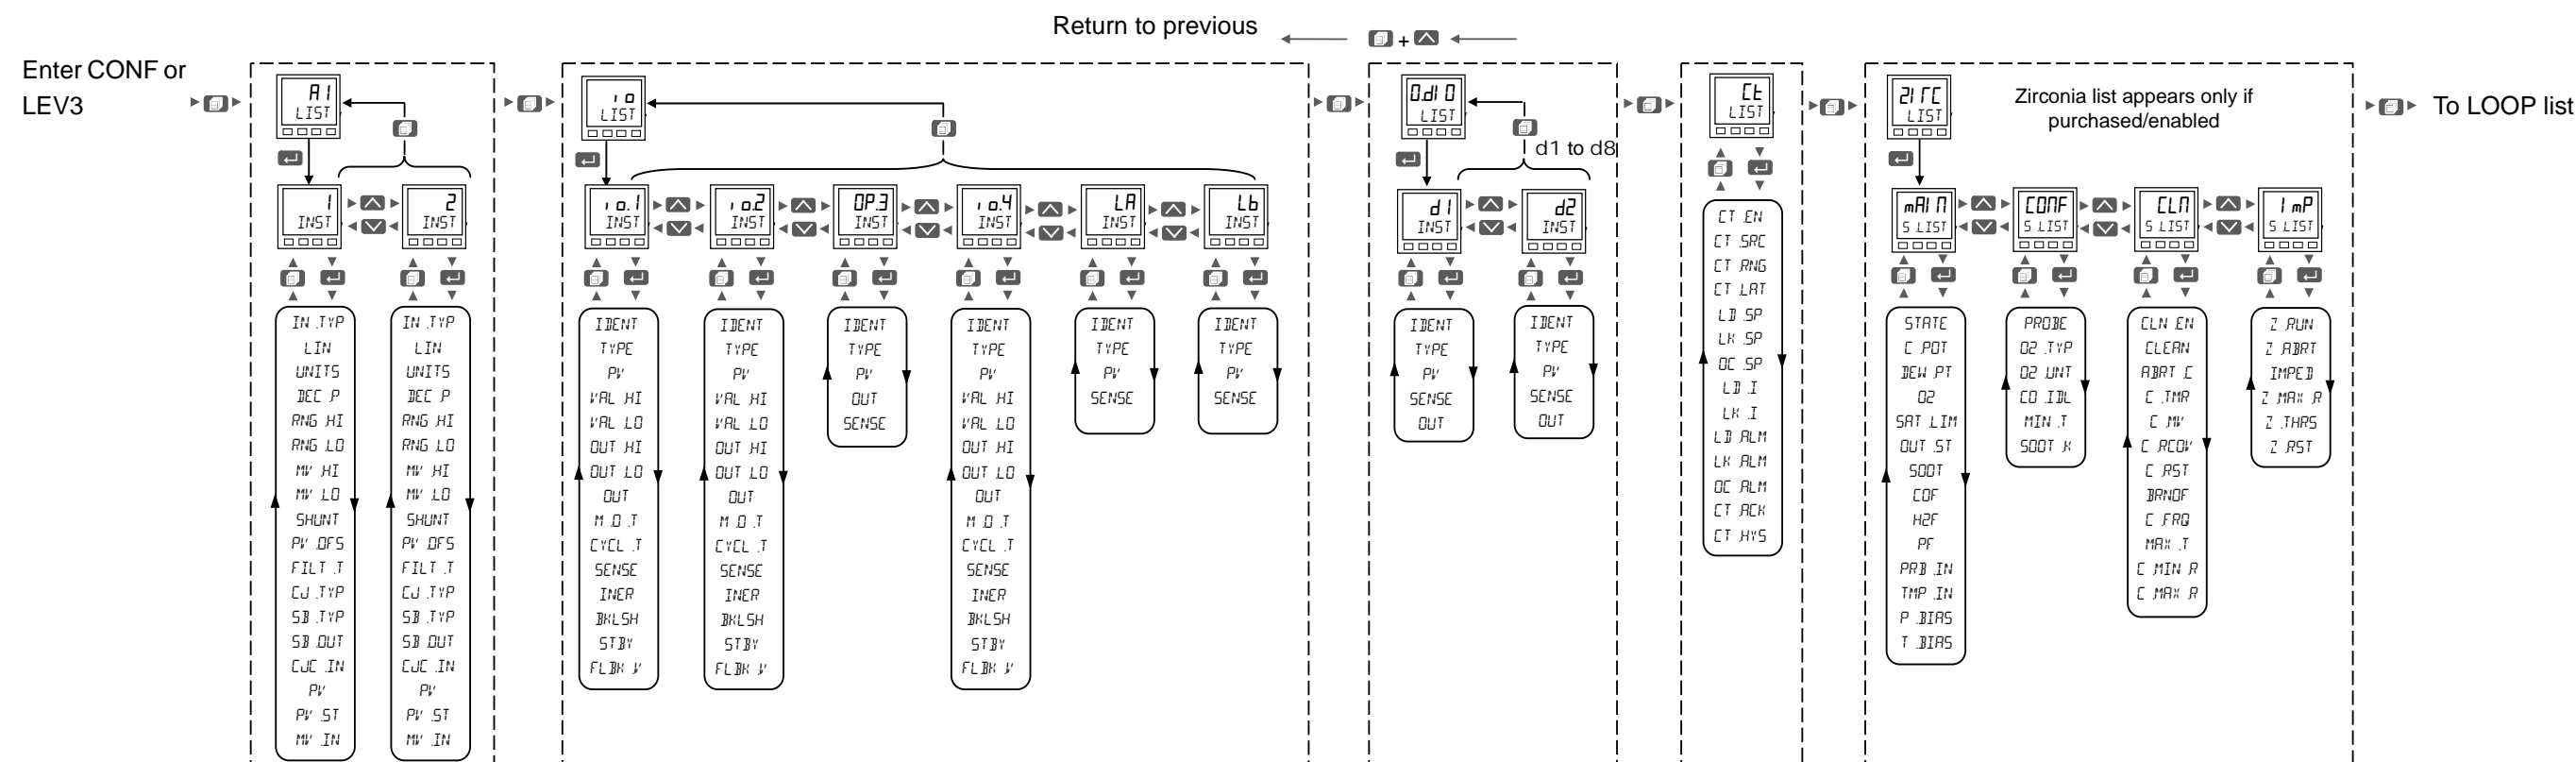 Return to previous
+
Enter CONF or
LEV3
AI
LIST
1
INST
2
INST
IN.TYP
LIN
UNITS
DEC.P
RNG.HI
RNG.LO
MV.HI
MV.LO
SHUNT
PV.OFS
FILT.T
CJ.TYP
SB.TYP
SB.OUT
CJC.IN
PV
PV.ST
MV.IN
IN.TYP
LIN
UNITS
DEC.P
RNG.HI
RNG.LO
MV.HI
MV.LO
SHUNT
PV.OFS
FILT.T
CJ.TYP
SB.TYP
SB.OUT
CJC.IN
PV
PV.ST
MV.IN
io
LIST
io.1
INST
io.2
INST
OP.3
INST
io.4
INST
LA
INST
Lb
INST
IDENT
TYPE
PV
VAL.HI
VAL.LO
OUT.HI
OUT.LO
OUT
M.O.T
CYCL.T
SENSE
INER
BKLSH
STBY
FLBK.V
IDENT
TYPE
PV
VAL.HI
VAL.LO
OUT.HI
OUT.LO
OUT
M.O.T
CYCL.T
SENSE
INER
BKLSH
STBY
FLBK.V
IDENT
TYPE
PV
OUT
SENSE
IDENT
TYPE
PV
VAL.HI
VAL.LO
OUT.HI
OUT.LO
OUT
M.O.T
CYCL.T
SENSE
INER
BKLSH
STBY
FLBK.V
IDENT
TYPE
PV
SENSE
IDENT
TYPE
PV
SENSE
O.dIO
LIST
d1 to d8
d1
INST
d2
INST
IDENT
TYPE
PV
SENSE
OUT
IDENT
TYPE
PV
SENSE
OUT
Ct
LIST
CT.EN
CT.SRC
CT.RNG
CT.LAT
LD.SP
LK.SP
OC.SP
LD.I
LK.I
LD.ALM
LK.ALM
OC.ALM
CT.ACK
CT.HYS
ZIrC
LIST
Zirconia list appears only if
purchased/enabled
mAIN
S.LIST
CONF
S.LIST
CLN
S.LIST
ImP
S.LIST
STATE
C.POT
DEW.PT
O2
SAT.LIM
OUT.ST
SOOT
COF
H2F
PF
PRB.IN
TMP.IN
P.BIAS
T.BIAS
PROBE
O2.TYP
O2.UNT
CO.IDL
MIN.T
SOOT.K
CLN.EN
CLEAN
ABRT.C
C.TMR
C.MV
C.RCOV
C.RST
BRNOF
C.FRQ
MAX.T
C.MIN.R
C.MAX.R
Z.RUN
Z.ABRT
IMPED
Z.MAX.R
Z.THRS
Z.RST
To LOOP list